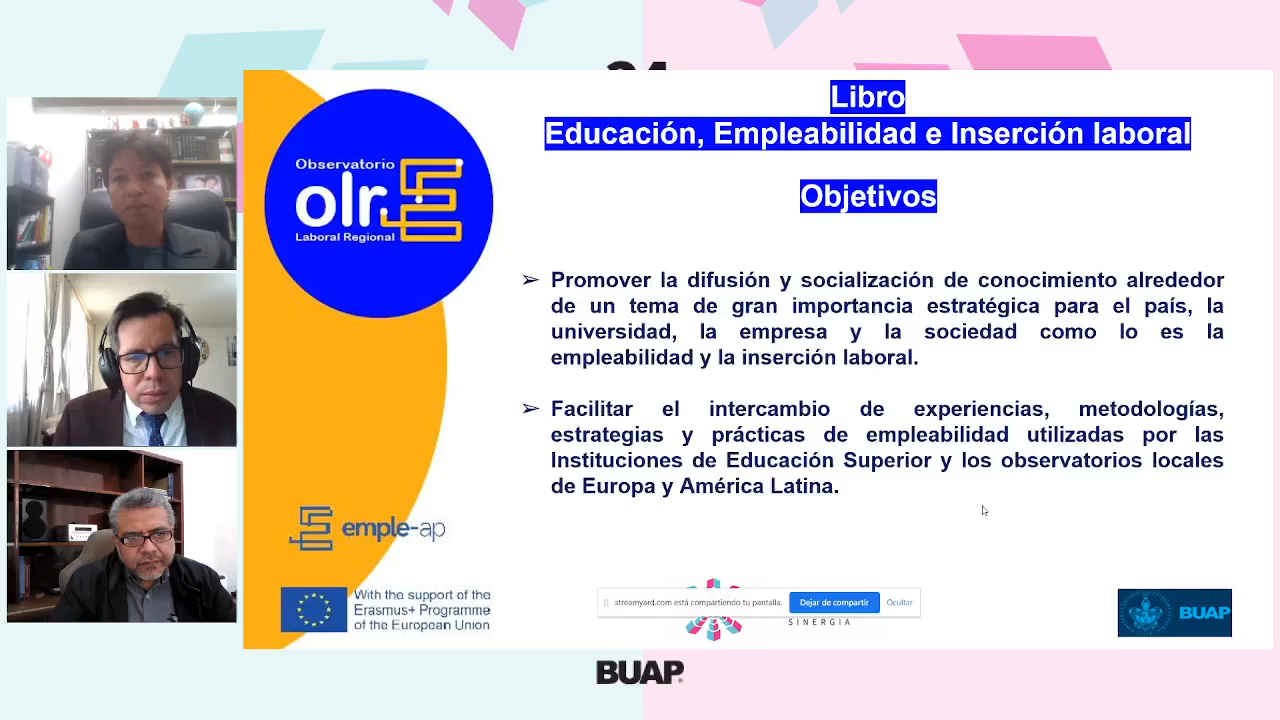 Libro
Educación, Empleabilidad e Inserción laboral
Objetivos
Observatorio
olr.
Laboral Regional
➢ Promover la difusión y socialización de conocimiento alrededor
de un tema de gran importancia estratégica para el país, la
universidad, la empresa y la sociedad como lo es la
empleabilidad y la inserción laboral.
➢ Facilitar el intercambio de experiencias, metodologías,
estrategias y prácticas de empleabilidad utilizadas por las
Instituciones de Educación Superior y los observatorios locales
de Europa y América Latina.
emple-ap
With the support of the
Erasmus+ Programme
of the European Union
streamyard.com está compartiendo tu pantalla.
Dejar de compartir
Ocultar
SINERGIA
BUAP
BUAP